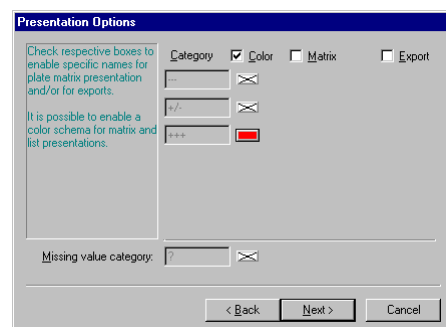 Presentation Options
Check respective boxes to
enable specific names for
plate matrix presentation
and/or for exports.
It is possible to enable a
color schema for matrix and
list presentations.
Category Color Matrix Export
---
+/-
+++
Missing value category: ?
< Back Next > Cancel